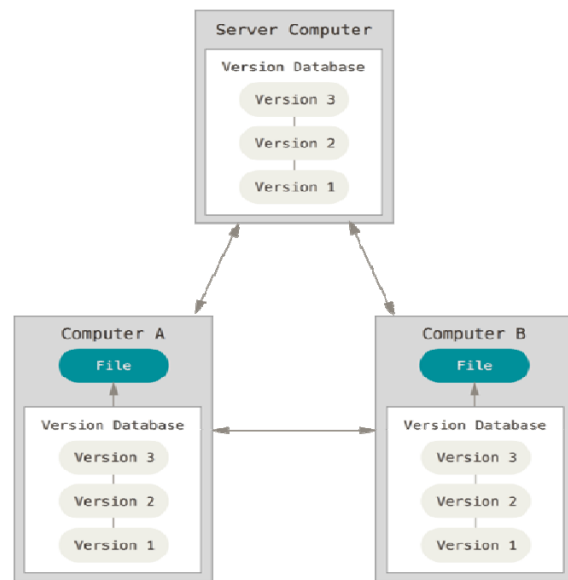 Server Computer
Version Database
Version 3
Version 2
Version 1
Computer A
File
Version Database
Version 3
Version 2
Version 1
Computer B
File
Version Database
Version 3
Version 2
Version 1